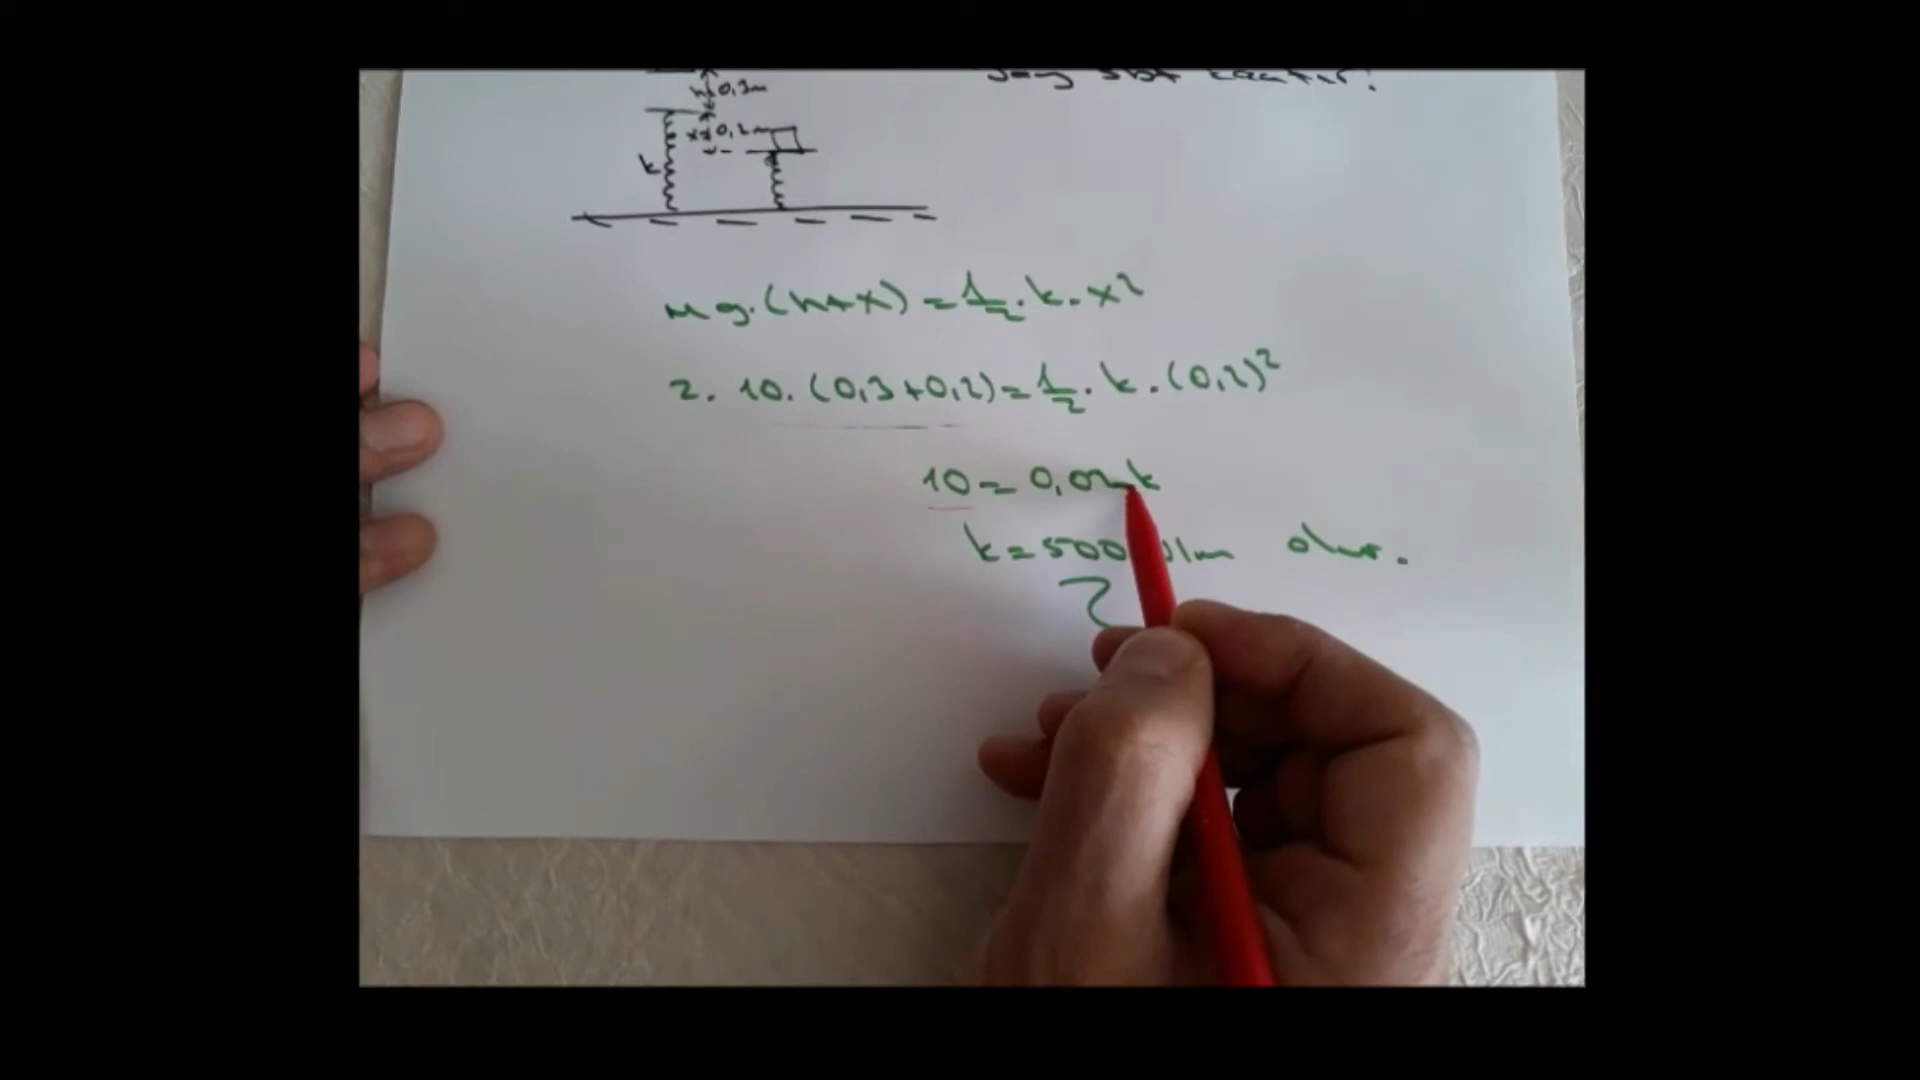 h=0,3m
x=0,2m
k
mg.(h+x)=1/2.k.x²
2. 10. (0,3+0,2)=1/2. k. (0,2)²
10= 0,02.k
k=500 N/m olur.